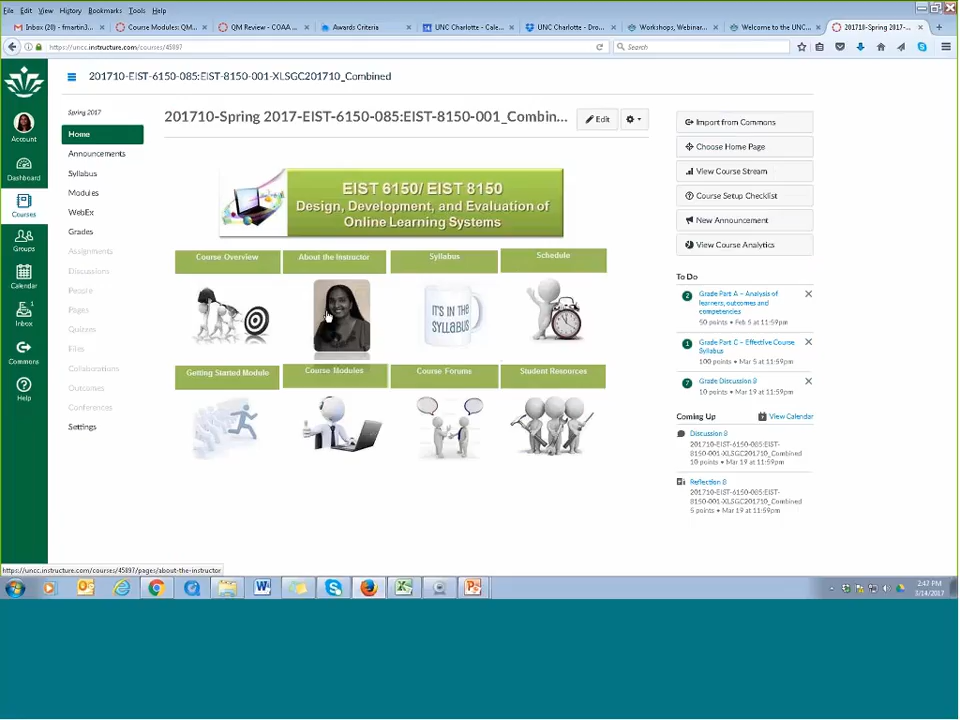 File Edit View History Bookmarks Tools Help
Inbox (20) - fmartin3...
Course Modules: QM...
QM Review - COAA ...
Awards Criteria
UNC Charlotte - Cale...
UNC Charlotte - Dro...
Workshops, Webinar...
Welcome to the UNC...
201710-Spring 2017-...
https://uncc.instructure.com/courses/45897
Search
201710-EIST-6150-085:EIST-8150-001-XLSGC201710_Combined
Account
Dashboard
Courses
Groups
Calendar
1
Inbox
Commons
Help
Spring 2017
Home
Announcements
Syllabus
Modules
WebEx
Grades
Assignments
Discussions
People
Pages
Quizzes
Files
Collaborations
Outcomes
Conferences
Settings
201710-Spring 2017-EIST-6150-085:EIST-8150-001_Combin...
Edit
EIST 6150/ EIST 8150
Design, Development, and Evaluation of
Online Learning Systems
Course Overview
About the Instructor
Syllabus
Schedule
IT'S IN THE
SYLLABUS
Getting Started Module
Course Modules
Course Forums
Student Resources
Import from Commons
Choose Home Page
View Course Stream
Course Setup Checklist
New Announcement
View Course Analytics
To Do
2
Grade Part A – Analysis of
learners, outcomes and
competencies
50 points • Feb 5 at 11:59pm
1
Grade Part C – Effective Course
Syllabus
100 points • Mar 5 at 11:59pm
7
Grade Discussion 8
10 points • Mar 19 at 11:59pm
Coming Up
View Calendar
Discussion 8
201710-EIST-6150-085:EIST-
8150-001-XLSGC201710_Combined
10 points • Mar 19 at 11:59pm
Reflection 8
201710-EIST-6150-085:EIST-
8150-001-XLSGC201710_Combined
5 points • Mar 19 at 11:59pm
https://uncc.instructure.com/courses/45897/pages/about-the-instructor
2:47 PM
3/14/2017